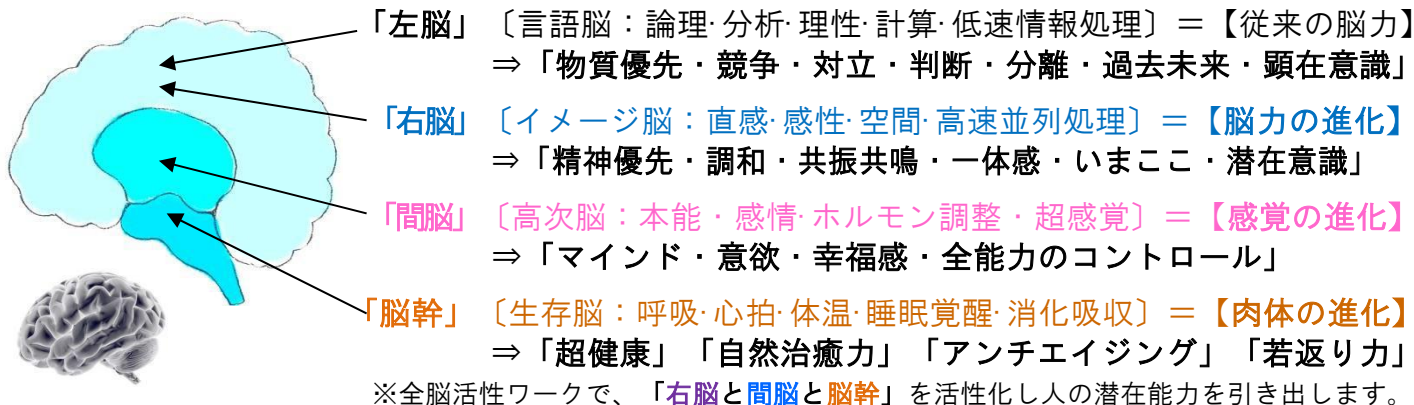 「左脳」〔言語脳：論理･分析･理性･計算･低速情報処理〕＝【従来の脳力】
⇒「物質優先・競争・対立・判断・分離・過去未来・顕在意識」
「右脳」〔イメージ脳：直感･感性･空間･高速並列処理〕＝【脳力の進化】
⇒「精神優先・調和・共振共鳴・一体感・いまここ・潜在意識」
「間脳」〔高次脳：本能・感情･ホルモン調整・超感覚〕＝【感覚の進化】
⇒「マインド・意欲・幸福感・全能力のコントロール」
「脳幹」〔生存脳：呼吸･心拍･体温･睡眠覚醒･消化吸収〕＝【肉体の進化】
⇒「超健康」「自然治癒力」「アンチエイジング」「若返り力」
※全脳活性ワークで、「右脳と間脳と脳幹」を活性化し人の潜在能力を引き出します。